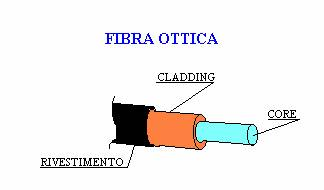 FIBRA OTTICA
CLADDING
CORE
RIVESTIMENTO